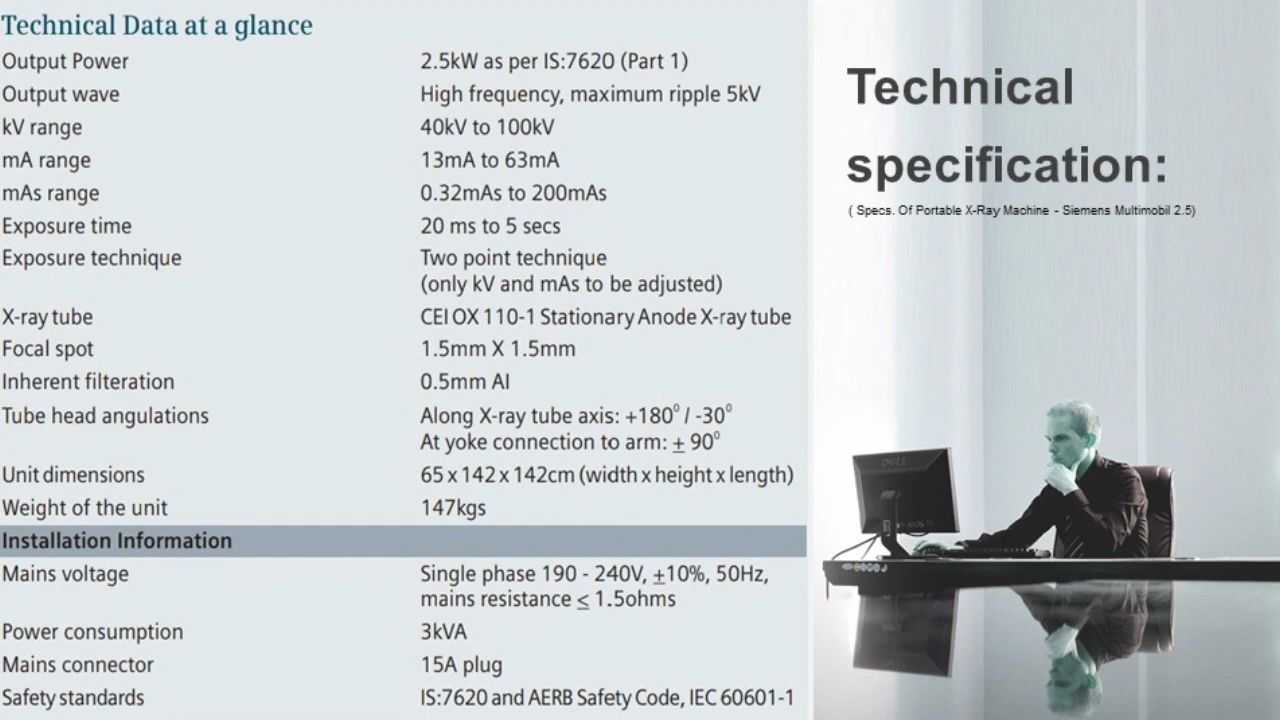 Technical Data at a glance
Output Power 2.5kW as per IS:7620 (Part 1)
Output wave High frequency, maximum ripple 5kV
kV range 40kV to 100kV
mA range 13mA to 63mA
mAs range 0.32mAs to 200mAs
Exposure time 20 ms to 5 secs
Exposure technique Two point technique
(only kV and mAs to be adjusted)
X-ray tube CEI OX 110-1 Stationary Anode X-ray tube
Focal spot 1.5mm X 1.5mm
Inherent filteration 0.5mm Al
Tube head angulations Along X-ray tube axis: +180⁰ / -30⁰
At yoke connection to arm: ± 90⁰
Unit dimensions 65 x 142 x 142cm (width x height x length)
Weight of the unit 147kgs
Installation Information
Mains voltage Single phase 190 - 240V, ±10%, 50Hz,
mains resistance ≤ 1.5ohms
Power consumption 3kVA
Mains connector 15A plug
Safety standards IS:7620 and AERB Safety Code, IEC 60601-1
Technical
specification:
( Specs. Of Portable X-Ray Machine - Siemens Multimobil 2.5)
DELL